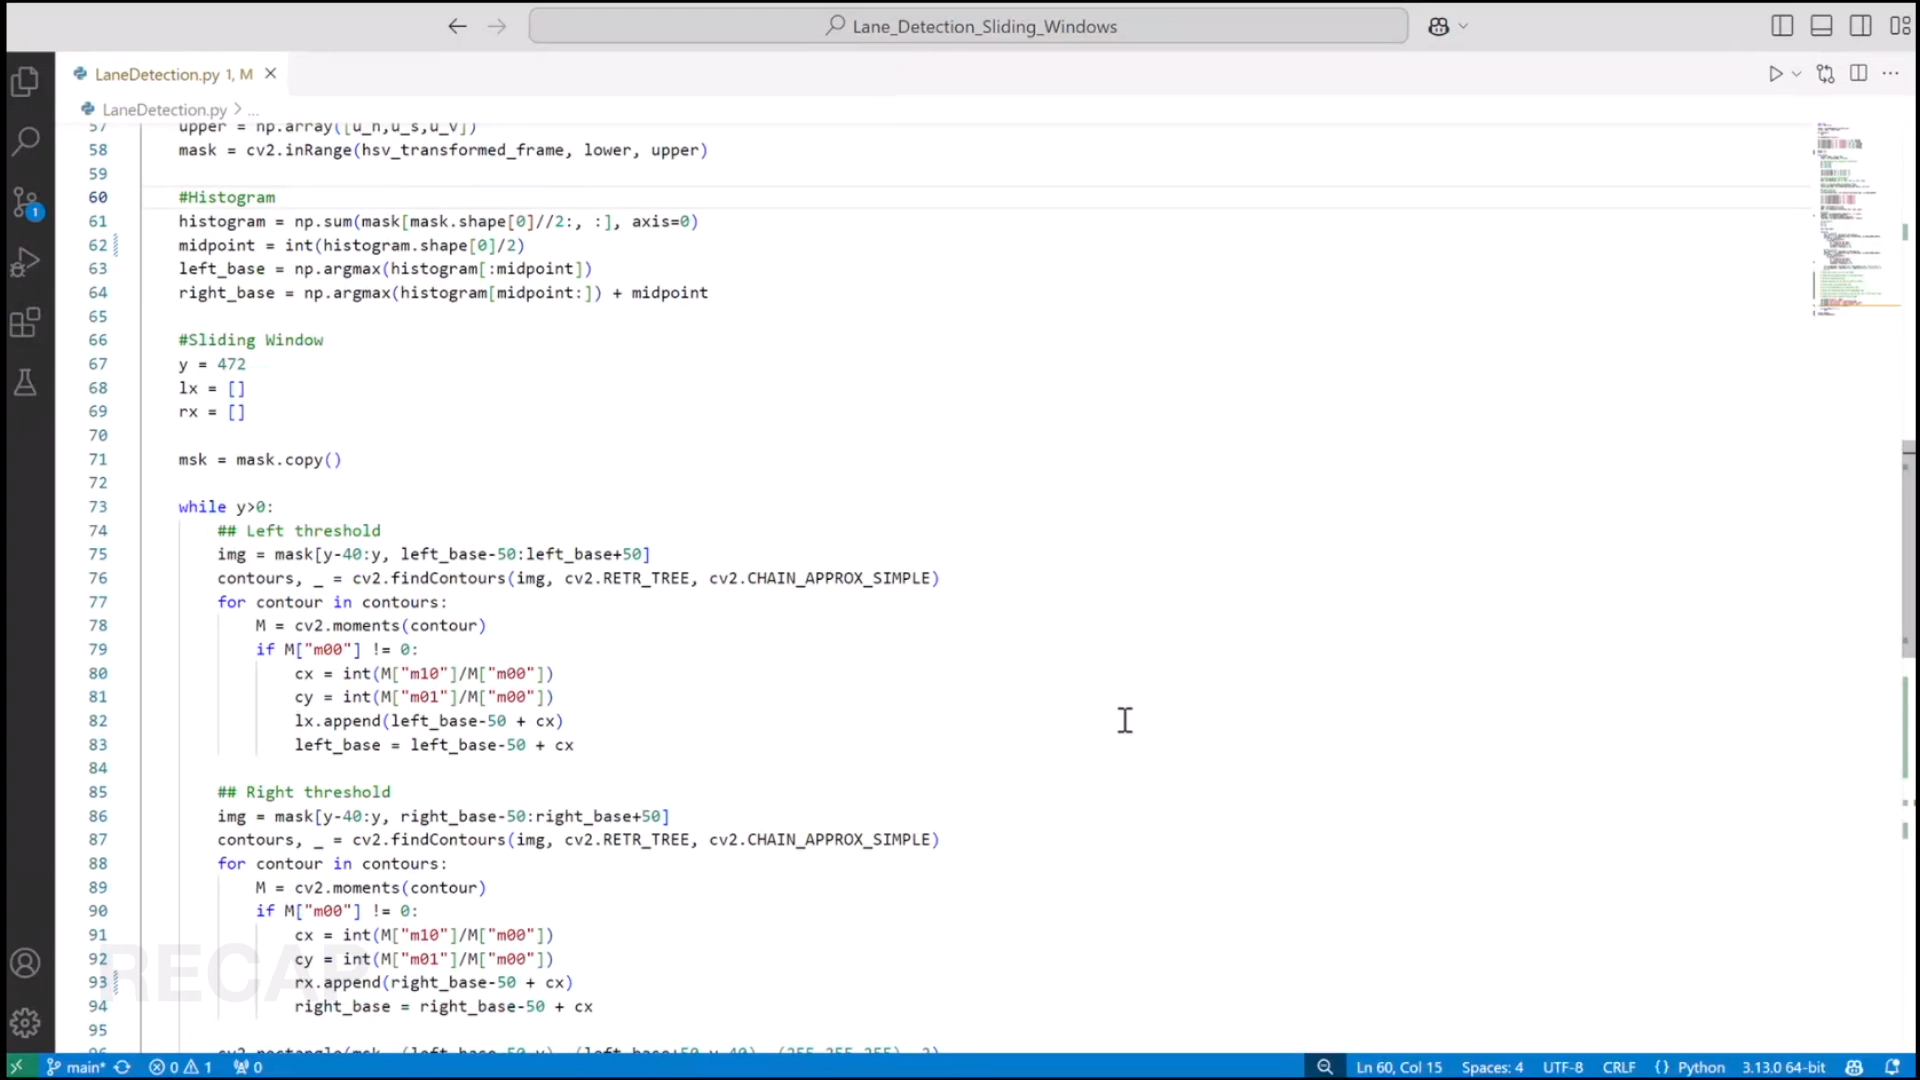 Lane_Detection_Sliding_Windows
LaneDetection.py 1, M
LaneDetection.py > ...
57 upper = np.array([u_h,u_s,u_v])
58 mask = cv2.inRange(hsv_transformed_frame, lower, upper)
59
60 #Histogram
61 histogram = np.sum(mask[mask.shape[0]//2:, :], axis=0)
62 midpoint = int(histogram.shape[0]/2)
63 left_base = np.argmax(histogram[:midpoint])
64 right_base = np.argmax(histogram[midpoint:]) + midpoint
65
66 #Sliding Window
67 y = 472
68 lx = []
69 rx = []
70
71 msk = mask.copy()
72
73 while y>0:
74 ## Left threshold
75 img = mask[y-40:y, left_base-50:left_base+50]
76 contours, _ = cv2.findContours(img, cv2.RETR_TREE, cv2.CHAIN_APPROX_SIMPLE)
77 for contour in contours:
78 M = cv2.moments(contour)
79 if M["m00"] != 0:
80 cx = int(M["m10"]/M["m00"])
81 cy = int(M["m01"]/M["m00"])
82 lx.append(left_base-50 + cx)
83 left_base = left_base-50 + cx
84
85 ## Right threshold
86 img = mask[y-40:y, right_base-50:right_base+50]
87 contours, _ = cv2.findContours(img, cv2.RETR_TREE, cv2.CHAIN_APPROX_SIMPLE)
88 for contour in contours:
89 M = cv2.moments(contour)
90 if M["m00"] != 0:
91 cx = int(M["m10"]/M["m00"])
92 cy = int(M["m01"]/M["m00"])
93 rx.append(right_base-50 + cx)
94 right_base = right_base-50 + cx
95
RECAP
1
main* 0 1 0
Ln 60, Col 15 Spaces: 4 UTF-8 CRLF {} Python 3.13.0 64-bit